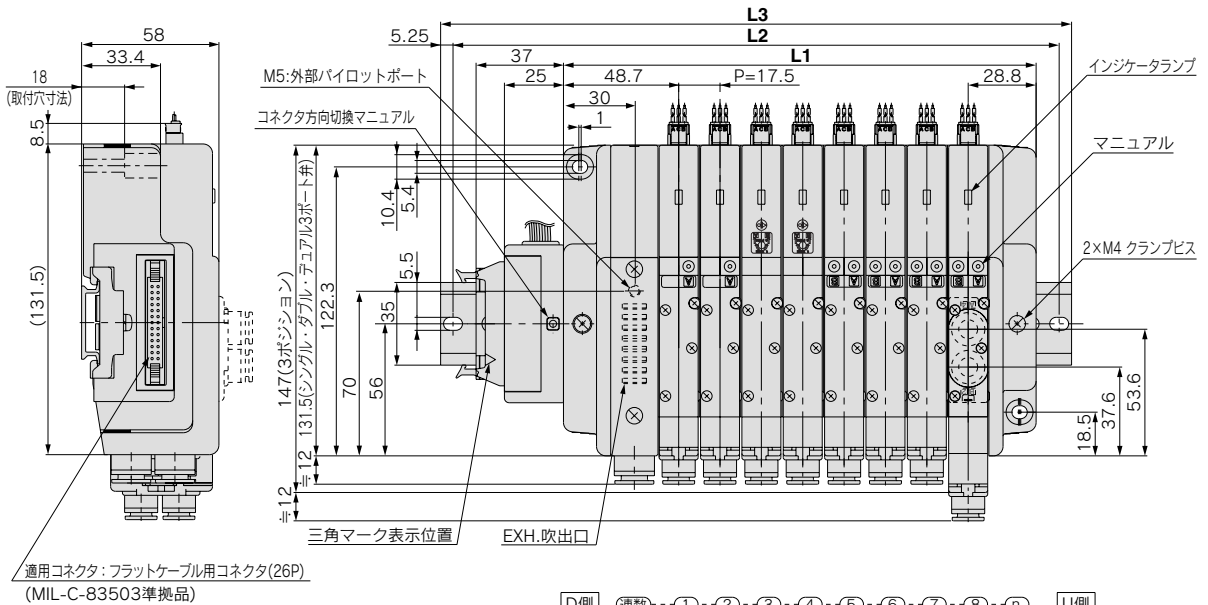 58
33.4
18
(取付穴寸法)
8.5
(131.5)
適用コネクタ：フラットケーブル用コネクタ(26P)
(MIL-C-83503準拠品)
L3
L2
L1
5.25
37
25
48.7
P=17.5
28.8
30
1
M5:外部パイロットポート
コネクタ方向切換マニュアル
インジケータランプ
マニュアル
2×M4 クランプビス
10.4
5.4
5.5
35
147(3ポジション)
131.5(シングル・ダブル・デュアル3ポート弁)
122.3
70
56
≒12
≒12
53.6
37.6
18.5
三角マーク表示位置
EXH.吹出口
D側 (連数)--1-2-3-4-5-6-7-8-n U側